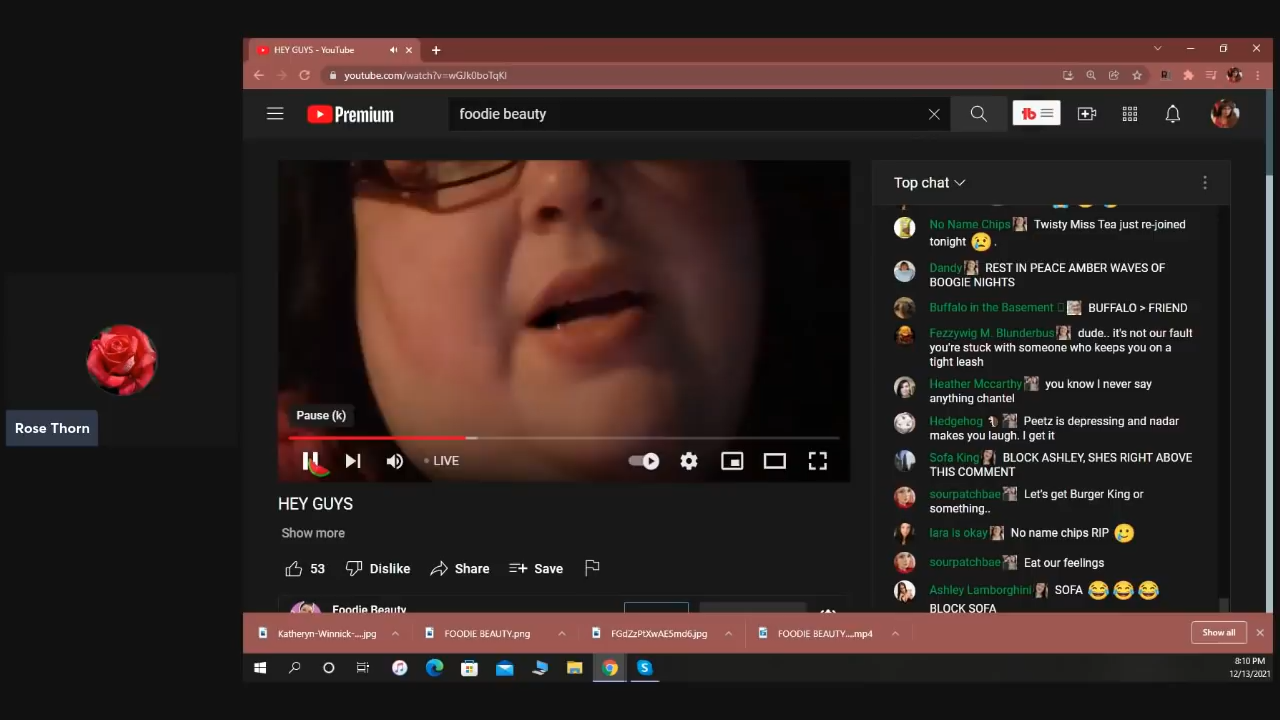 HEY GUYS - YouTube
youtube.com/watch?v=wGJk0boTqKI
Premium
foodie beauty
Top chat
No Name Chips Twisty Miss Tea just re-joined
tonight .
Dandy REST IN PEACE AMBER WAVES OF
BOOGIE NIGHTS
Buffalo in the Basement BUFFALO > FRIEND
Fezzywig M. Blunderbus dude.. it's not our fault
you're stuck with someone who keeps you on a
tight leash
Heather Mccarthy you know I never say
anything chantel
Hedgehog Peetz is depressing and nadar
makes you laugh. I get it
Sofa King BLOCK ASHLEY, SHES RIGHT ABOVE
THIS COMMENT
sourpatchbae Let's get Burger King or
something..
lara is okay No name chips RIP
sourpatchbae Eat our feelings
Ashley Lamborghini SOFA
BLOCK SOFA
Pause (k)
LIVE
HEY GUYS
Show more
53 Dislike Share Save
Foodie Beauty
Rose Thorn
Katheryn-Winnick-....jpg
FOODIE BEAUTY.png
FGdZzPtXwAESmd6.jpg
FOODIE BEAUTY....mp4
Show all
8:10 PM
12/13/2021